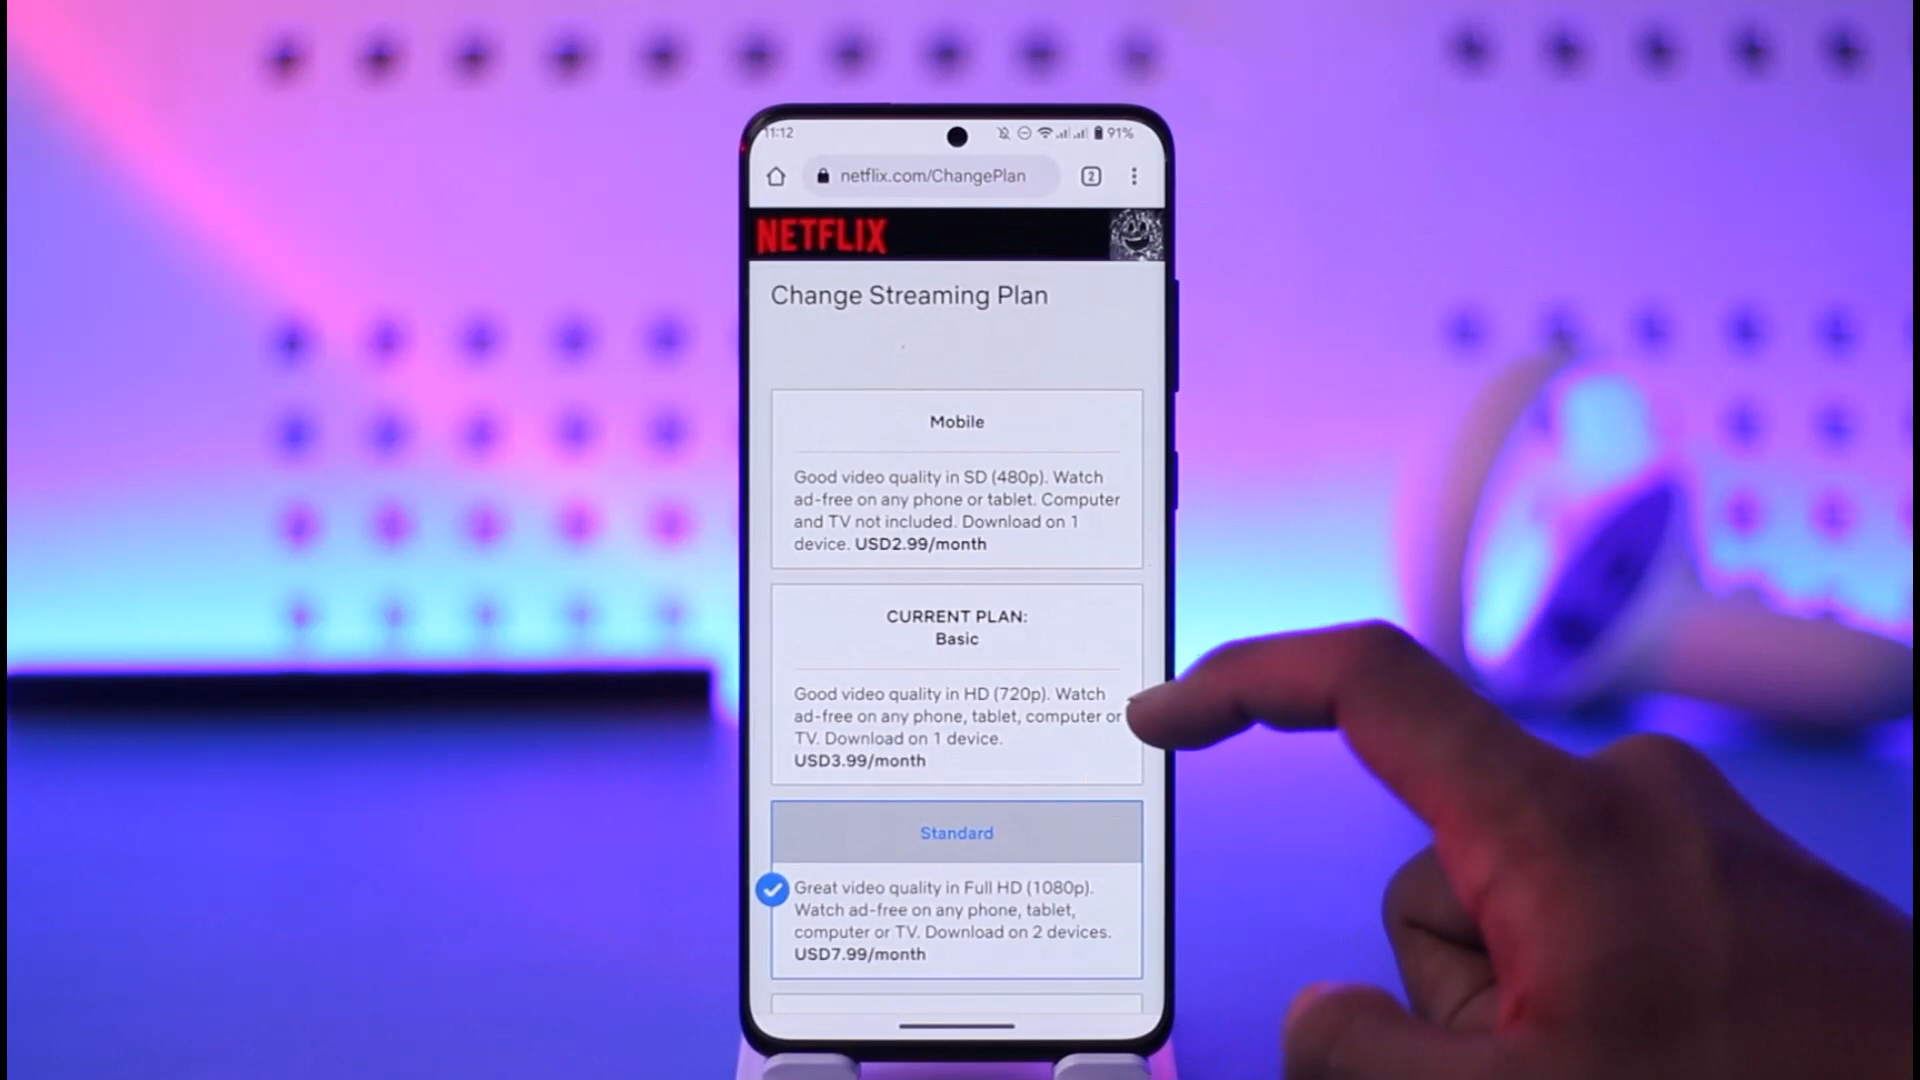 11:12 91%
netflix.com/ChangePlan 2
NETFLIX
Change Streaming Plan
Mobile
Good video quality in SD (480p). Watch
ad-free on any phone or tablet. Computer
and TV not included. Download on 1
device. USD2.99/month
CURRENT PLAN:
Basic
Good video quality in HD (720p). Watch
ad-free on any phone, tablet, computer or
TV. Download on 1 device.
USD3.99/month
Standard
Great video quality in Full HD (1080p).
Watch ad-free on any phone, tablet,
computer or TV. Download on 2 devices.
USD7.99/month